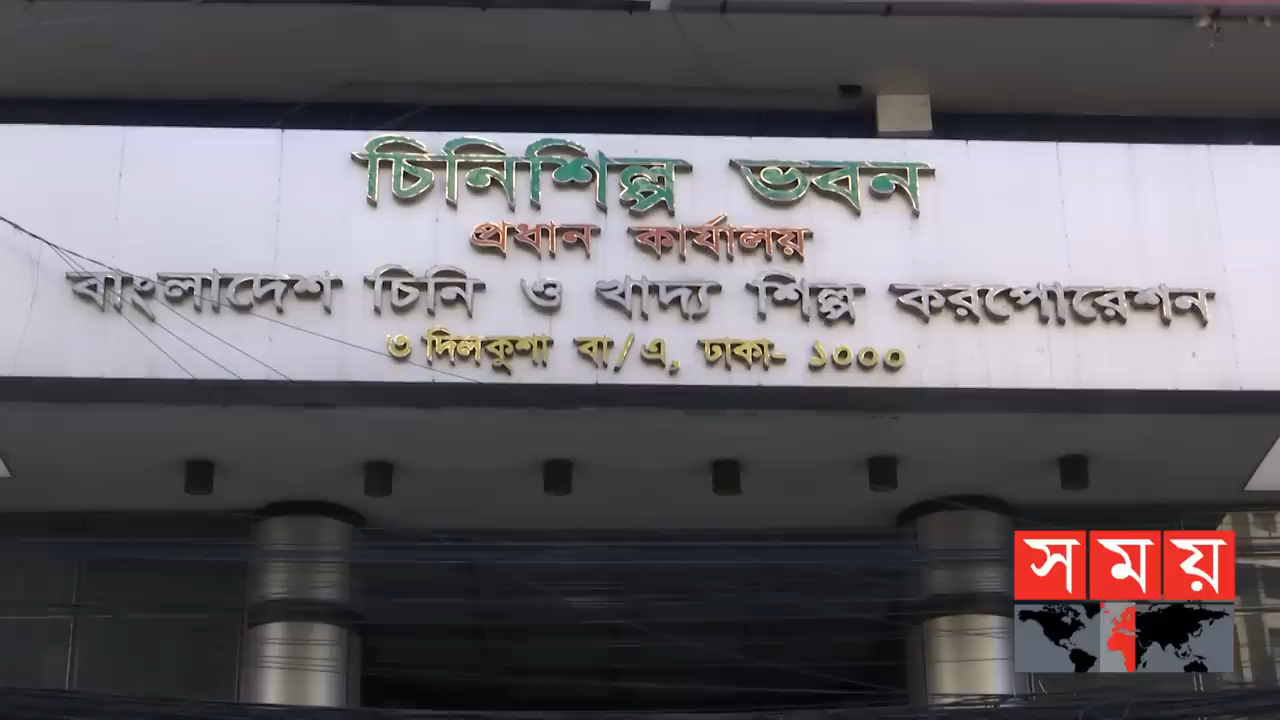 চিনিশিল্প ভবন
প্রধান কার্যালয়
বাংলাদেশ চিনি ও খাদ্য শিল্প করপোরেশন
৩ দিলকুশা বা/এ, ঢাকা- ১০০০
সময়